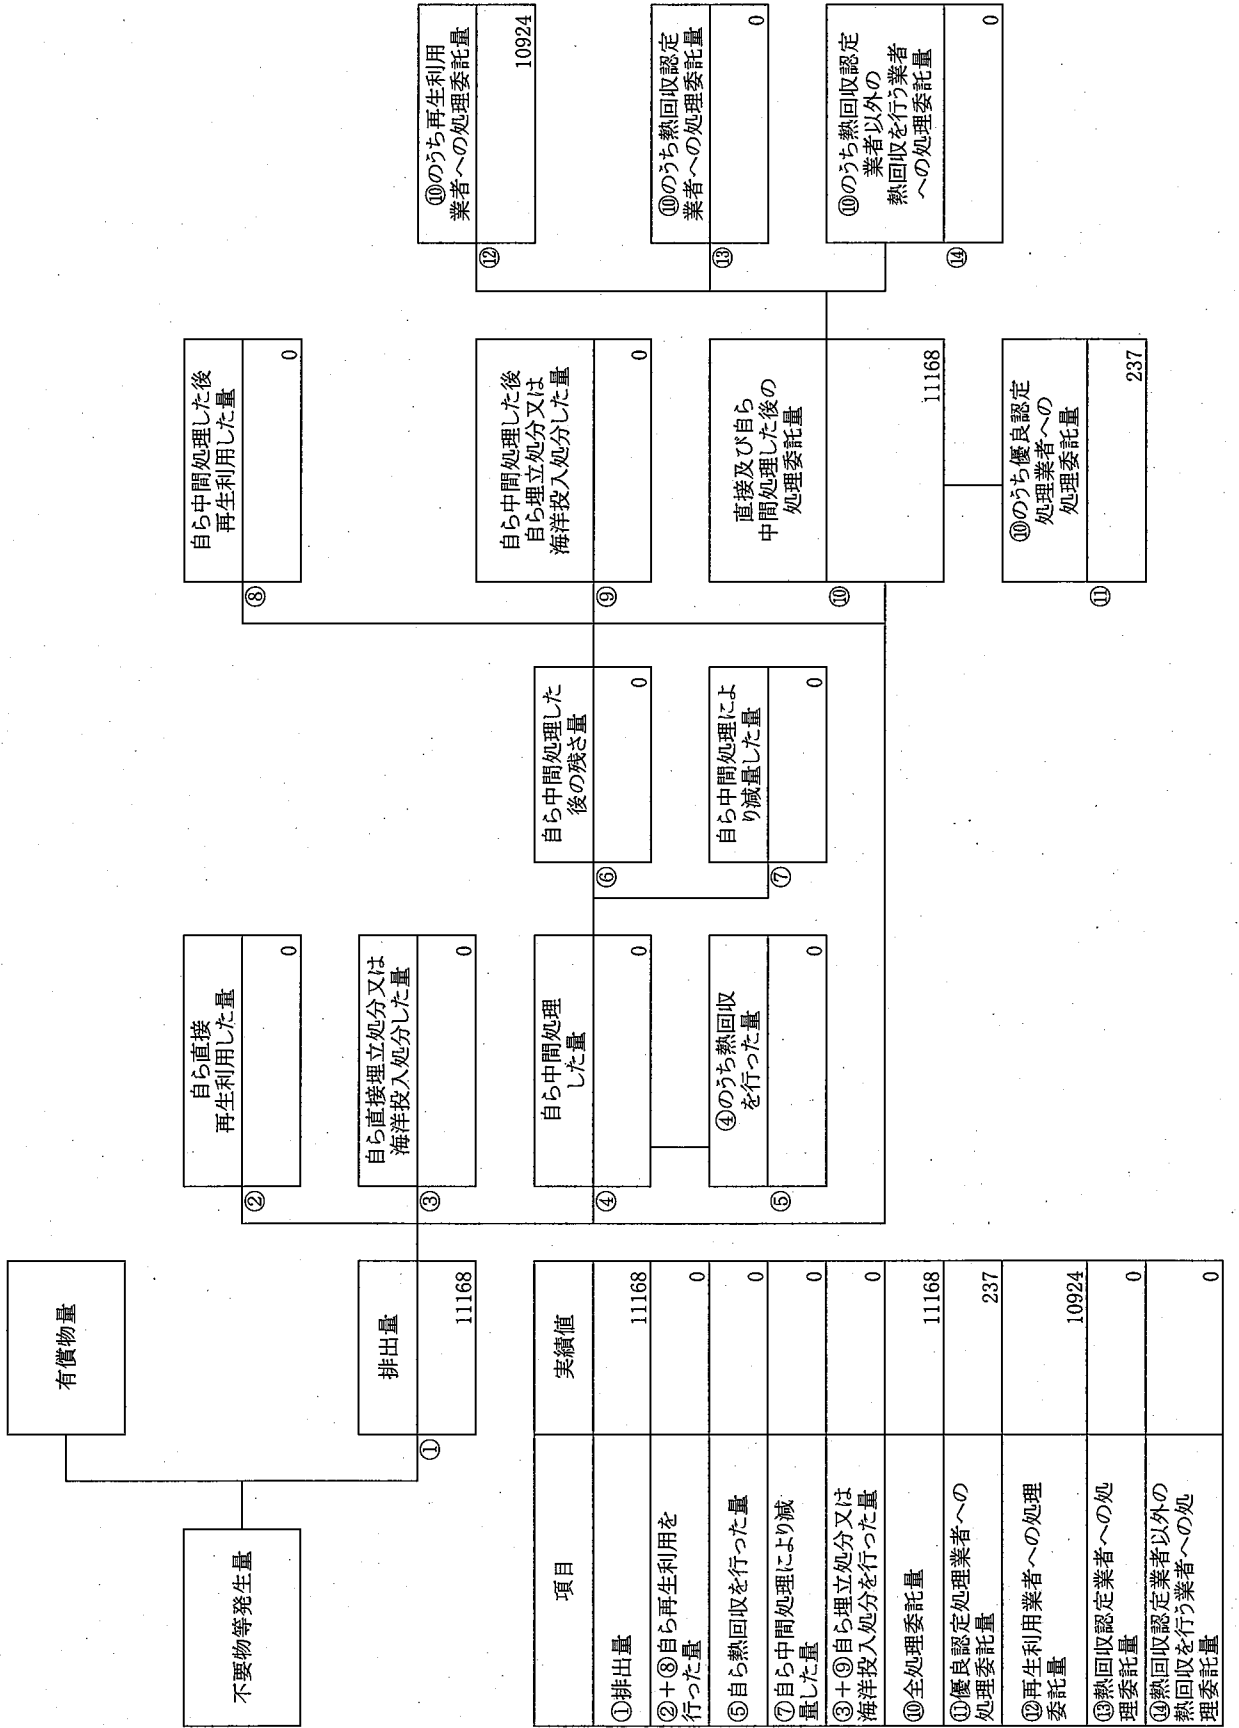 有償物量
不要物等発生量
排出量
①
11168
自ら直接
再生利用した量
②
0
自ら直接埋立処分又は
海洋投入処分した量
③
0
自ら中間処理
した量
④
0
④のうち熱回収
を行った量
⑤
0
自ら中間処理した
後の残さ量
⑥
0
自ら中間処理によ
り減量した量
⑦
0
自ら中間処理した後
再生利用した量
⑧
0
自ら中間処理した後
自ら埋立処分又は
海洋投入処分した量
⑨
0
直接及び自ら
中間処理した後の
処理委託量
⑩
11168
⑩のうち優良認定
処理業者への
処理委託量
⑪
237
⑩のうち再生利用
業者への処理委託量
⑫
10924
⑩のうち熱回収認定
業者への処理委託量
⑬
0
⑩のうち熱回収認定
業者以外の
熱回収を行う業者
への処理委託量
⑭
0
項目 実績値
①排出量 11168
②+⑧自ら再生利用を
行った量 0
⑤自ら熱回収を行った量 0
⑦自ら中間処理により減
量した量 0
③+⑨自ら埋立処分又は
海洋投入処分を行った量 0
⑩全処理委託量 11168
⑪優良認定処理業者への
処理委託量 237
⑫再生利用業者への処理
委託量 10924
⑬熱回収認定業者への処
理委託量 0
⑭熱回収認定業者以外の
熱回収を行う業者への処
理委託量 0